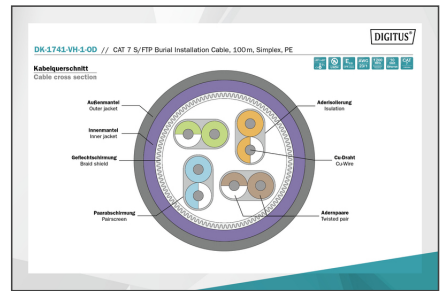 DIGITUS®
DK-1741-VH-1-OD // CAT 7 S/FTP Burial Installation Cable, 100m, Simplex, PE
Kabelquerschnitt
Cable cross section
Außenmantel
Outer jacket
Innenmantel
Inner jacket
Geflechtschirmung
Braid shield
Paarabschirmung
Pairscreen
Aderisolierung
Insulation
Cu-Draht
Cu-Wire
Adernpaare
Twisted pair